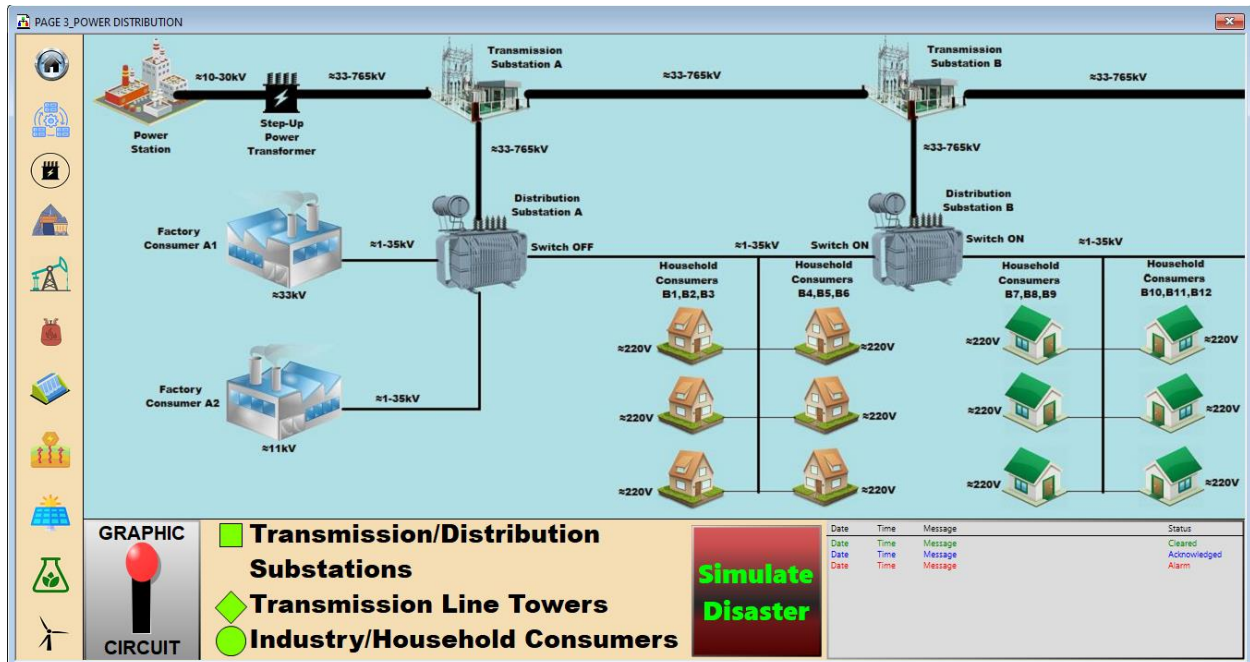 PAGE 3_POWER DISTRIBUTION
≈10-30kV
≈33-765kV
Transmission
Substation A
≈33-765kV
Transmission
Substation B
≈33-765kV
Power
Station
Step-Up
Power
Transformer
≈33-765kV
≈33-765kV
Distribution
Substation A
Distribution
Substation B
Factory
Consumer A1
≈1-35kV
Switch OFF
≈1-35kV
Switch ON
Switch ON
≈1-35kV
≈33kV
Household
Consumers
B1,B2,B3
Household
Consumers
B4,B5,B6
Household
Consumers
B7,B8,B9
Household
Consumers
B10,B11,B12
≈220V
≈220V
≈220V
≈220V
Factory
Consumer A2
≈1-35kV
≈11kV
≈220V
≈220V
≈220V
≈220V
≈220V
≈220V
≈220V
≈220V
GRAPHIC
CIRCUIT
Transmission/Distribution
Substations
Transmission Line Towers
Industry/Household Consumers
Simulate
Disaster
Date Time Message Status
Date Time Message Cleared
Date Time Message Acknowledged
Date Time Message Alarm